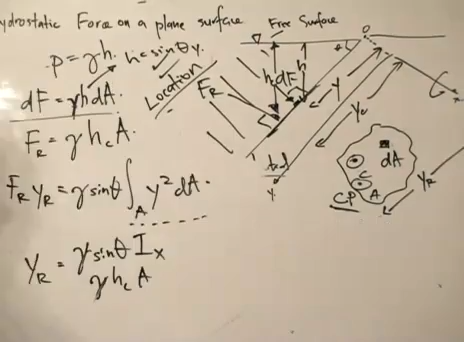 ydrostatic Force on a plane surface
p = γh. h = sinθy.
dF = γhdA.
Location
F_R = γh_c A.
F_R y_R = γ sinθ ∫_A y² dA.
y_R = γ sinθ I_x
γh_c A
Free Surface
O
θ
h dF h
F_R
y
y_c
y_R
x
y
dA
C
CP A